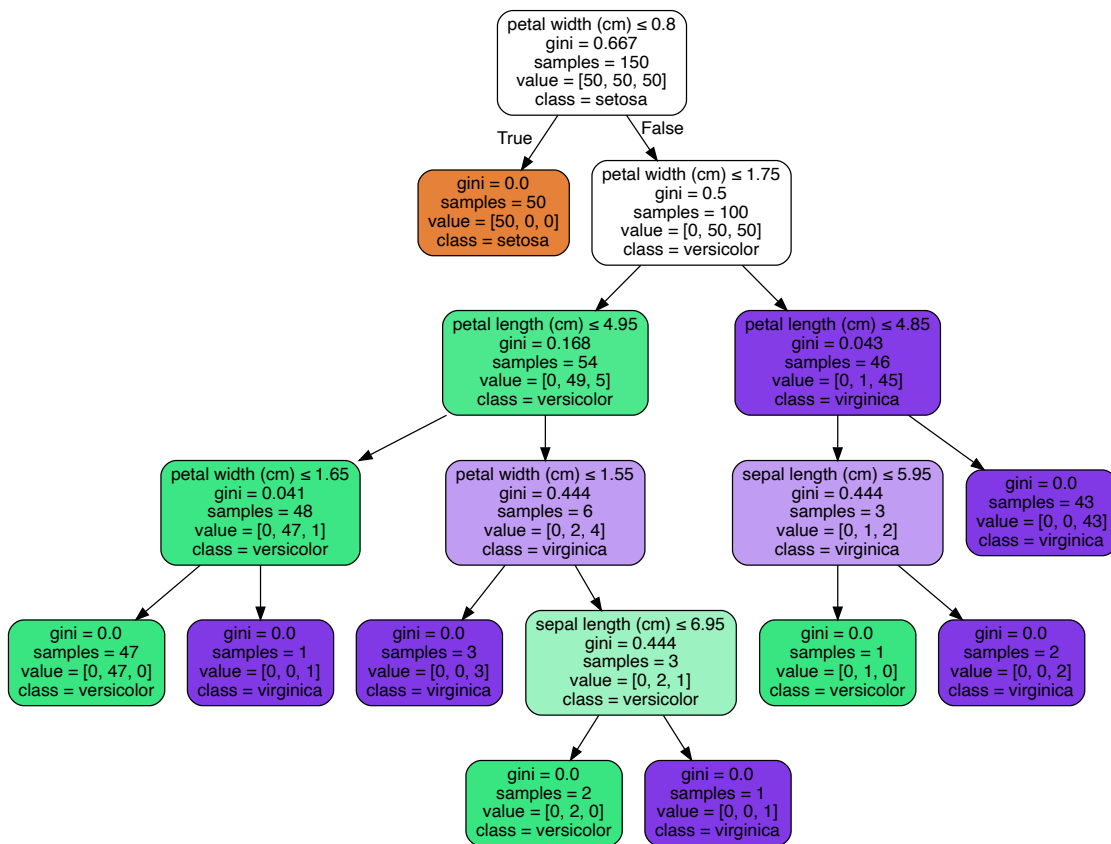 petal width (cm) ≤ 0.8
gini = 0.667
samples = 150
value = [50, 50, 50]
class = setosa
True
False
gini = 0.0
samples = 50
value = [50, 0, 0]
class = setosa
petal width (cm) ≤ 1.75
gini = 0.5
samples = 100
value = [0, 50, 50]
class = versicolor
petal length (cm) ≤ 4.95
gini = 0.168
samples = 54
value = [0, 49, 5]
class = versicolor
petal length (cm) ≤ 4.85
gini = 0.043
samples = 46
value = [0, 1, 45]
class = virginica
petal width (cm) ≤ 1.65
gini = 0.041
samples = 48
value = [0, 47, 1]
class = versicolor
petal width (cm) ≤ 1.55
gini = 0.444
samples = 6
value = [0, 2, 4]
class = virginica
sepal length (cm) ≤ 5.95
gini = 0.444
samples = 3
value = [0, 1, 2]
class = virginica
gini = 0.0
samples = 43
value = [0, 0, 43]
class = virginica
gini = 0.0
samples = 47
value = [0, 47, 0]
class = versicolor
gini = 0.0
samples = 1
value = [0, 0, 1]
class = virginica
gini = 0.0
samples = 3
value = [0, 0, 3]
class = virginica
sepal length (cm) ≤ 6.95
gini = 0.444
samples = 3
value = [0, 2, 1]
class = versicolor
gini = 0.0
samples = 1
value = [0, 1, 0]
class = versicolor
gini = 0.0
samples = 2
value = [0, 0, 2]
class = virginica
gini = 0.0
samples = 2
value = [0, 2, 0]
class = versicolor
gini = 0.0
samples = 1
value = [0, 0, 1]
class = virginica